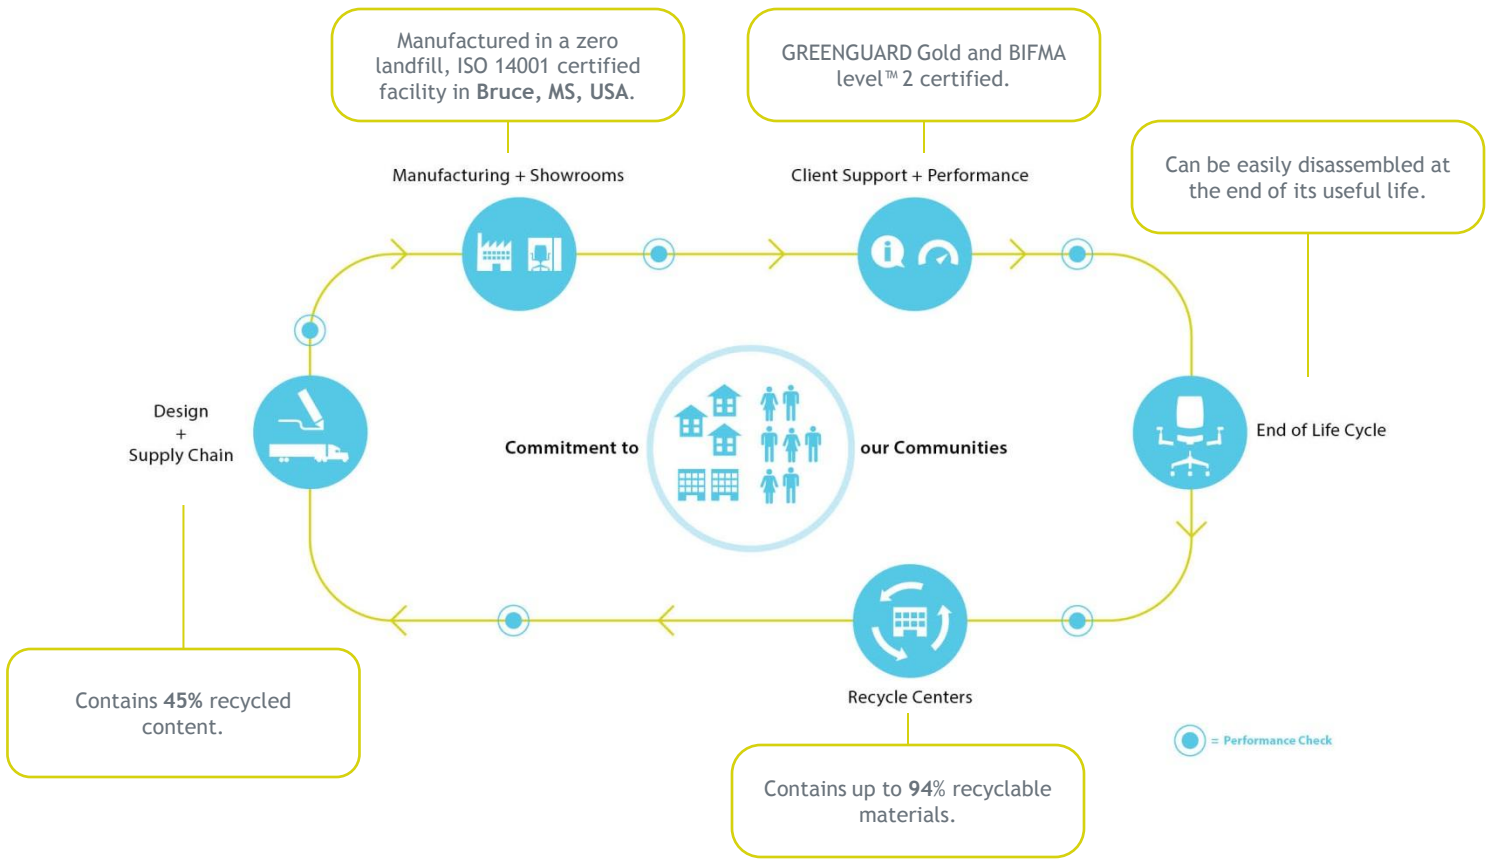 Manufactured in a zero
landfill, ISO 14001 certified
facility in Bruce, MS, USA.
GREENGUARD Gold and BIFMA
level™ 2 certified.
Can be easily disassembled at
the end of its useful life.
Manufacturing + Showrooms
Client Support + Performance
Design
+
Supply Chain
Commitment to
our Communities
End of Life Cycle
Recycle Centers
Contains 45% recycled
content.
= Performance Check
Contains up to 94% recyclable
materials.